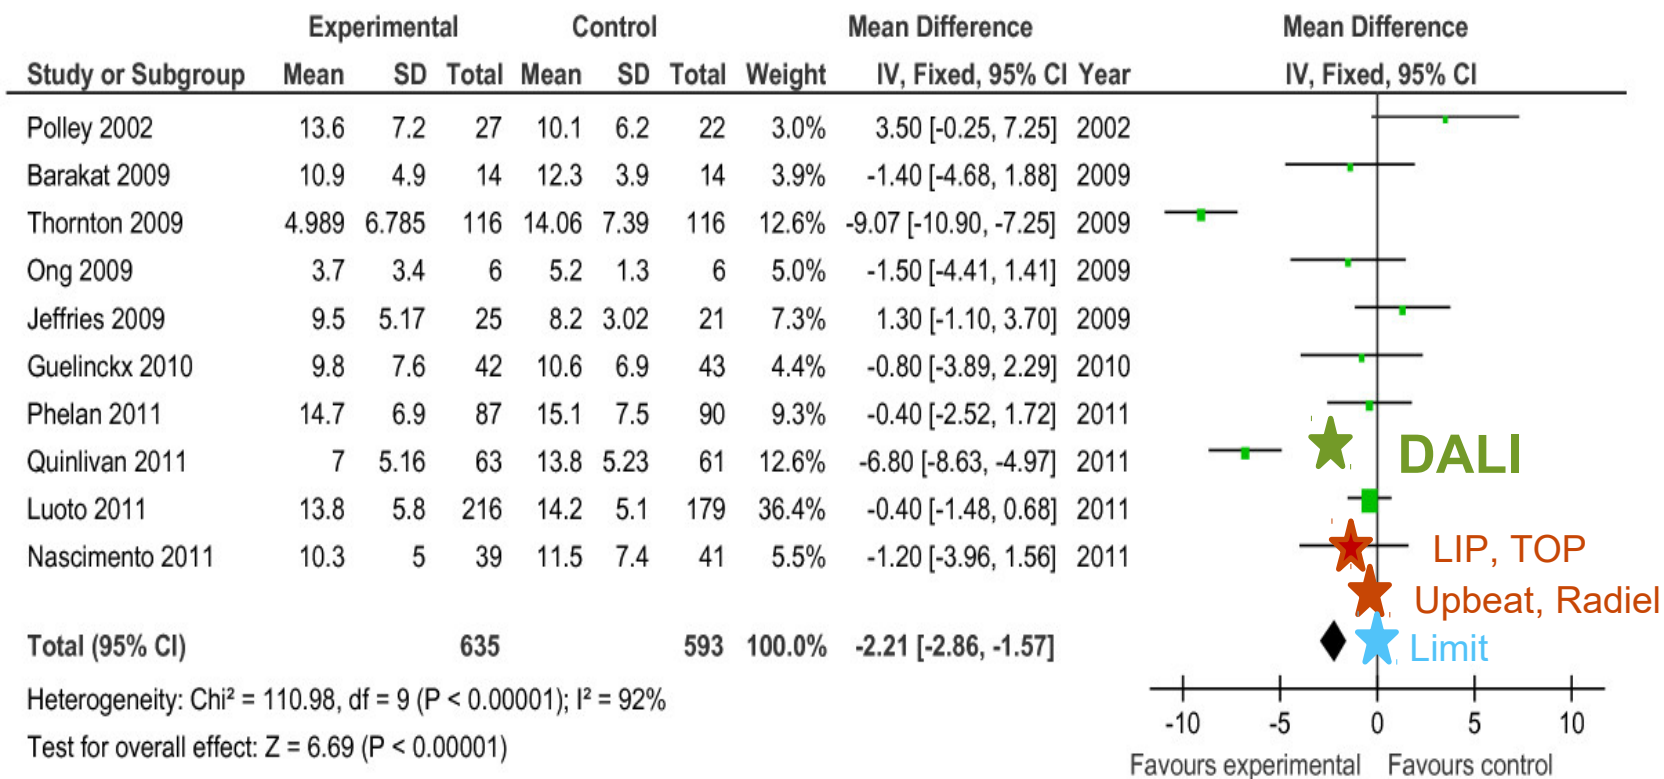 Experimental Control Mean Difference Mean Difference
Study or Subgroup Mean SD Total Mean SD Total Weight IV, Fixed, 95% CI Year IV, Fixed, 95% CI
Polley 2002 13.6 7.2 27 10.1 6.2 22 3.0% 3.50 [-0.25, 7.25] 2002
Barakat 2009 10.9 4.9 14 12.3 3.9 14 3.9% -1.40 [-4.68, 1.88] 2009
Thornton 2009 4.989 6.785 116 14.06 7.39 116 12.6% -9.07 [-10.90, -7.25] 2009
Ong 2009 3.7 3.4 6 5.2 1.3 6 5.0% -1.50 [-4.41, 1.41] 2009
Jeffries 2009 9.5 5.17 25 8.2 3.02 21 7.3% 1.30 [-1.10, 3.70] 2009
Guelinckx 2010 9.8 7.6 42 10.6 6.9 43 4.4% -0.80 [-3.89, 2.29] 2010
Phelan 2011 14.7 6.9 87 15.1 7.5 90 9.3% -0.40 [-2.52, 1.72] 2011
Quinlivan 2011 7 5.16 63 13.8 5.23 61 12.6% -6.80 [-8.63, -4.97] 2011 DALI
Luoto 2011 13.8 5.8 216 14.2 5.1 179 36.4% -0.40 [-1.48, 0.68] 2011
Nascimento 2011 10.3 5 39 11.5 7.4 41 5.5% -1.20 [-3.96, 1.56] 2011 LIP, TOP
Upbeat, Radiel
Total (95% CI) 635 593 100.0% -2.21 [-2.86, -1.57] Limit
Heterogeneity: Chi² = 110.98, df = 9 (P < 0.00001); I² = 92%
-10 -5 0 5 10
Test for overall effect: Z = 6.69 (P < 0.00001)
Favours experimental Favours control